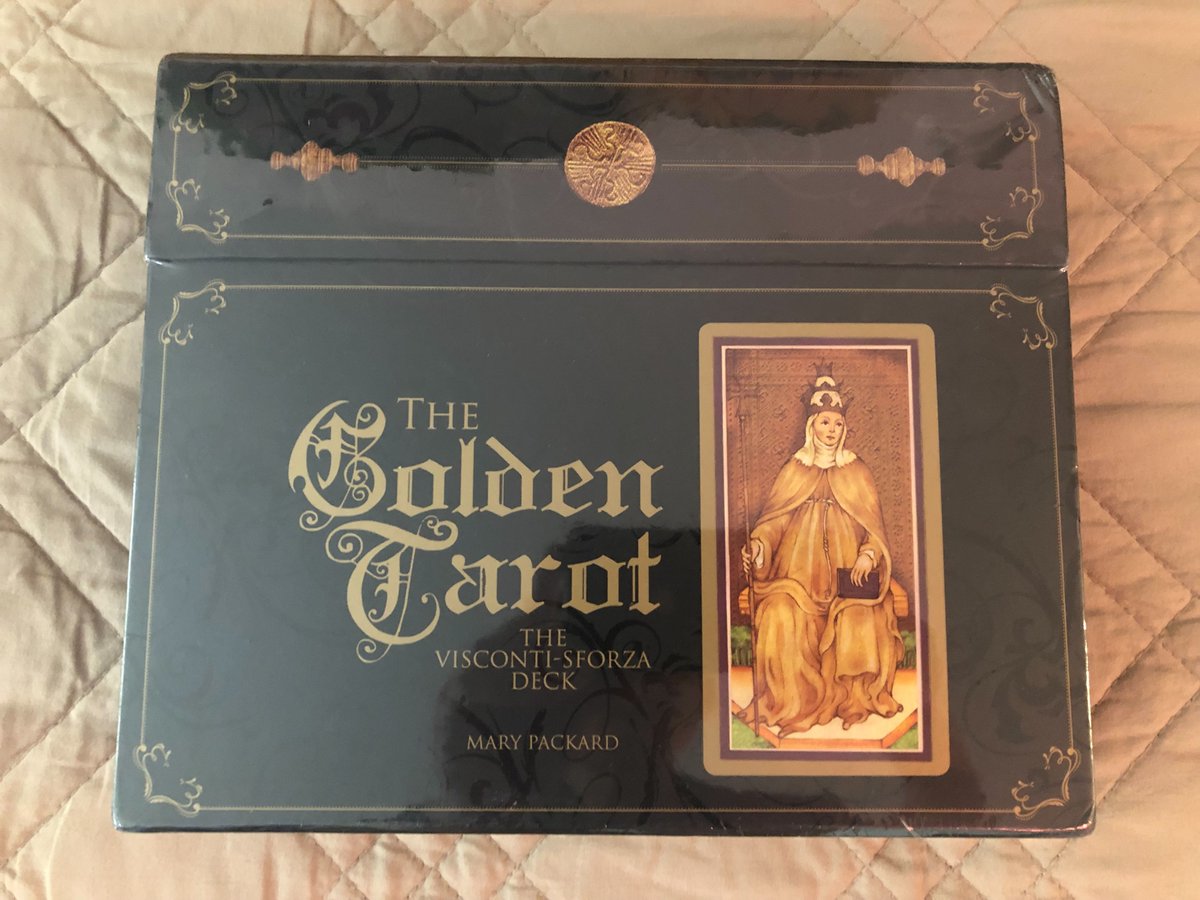 THE
Golden
Tarot
THE
VISCONTI-SFORZA
DECK
MARY PACKARD